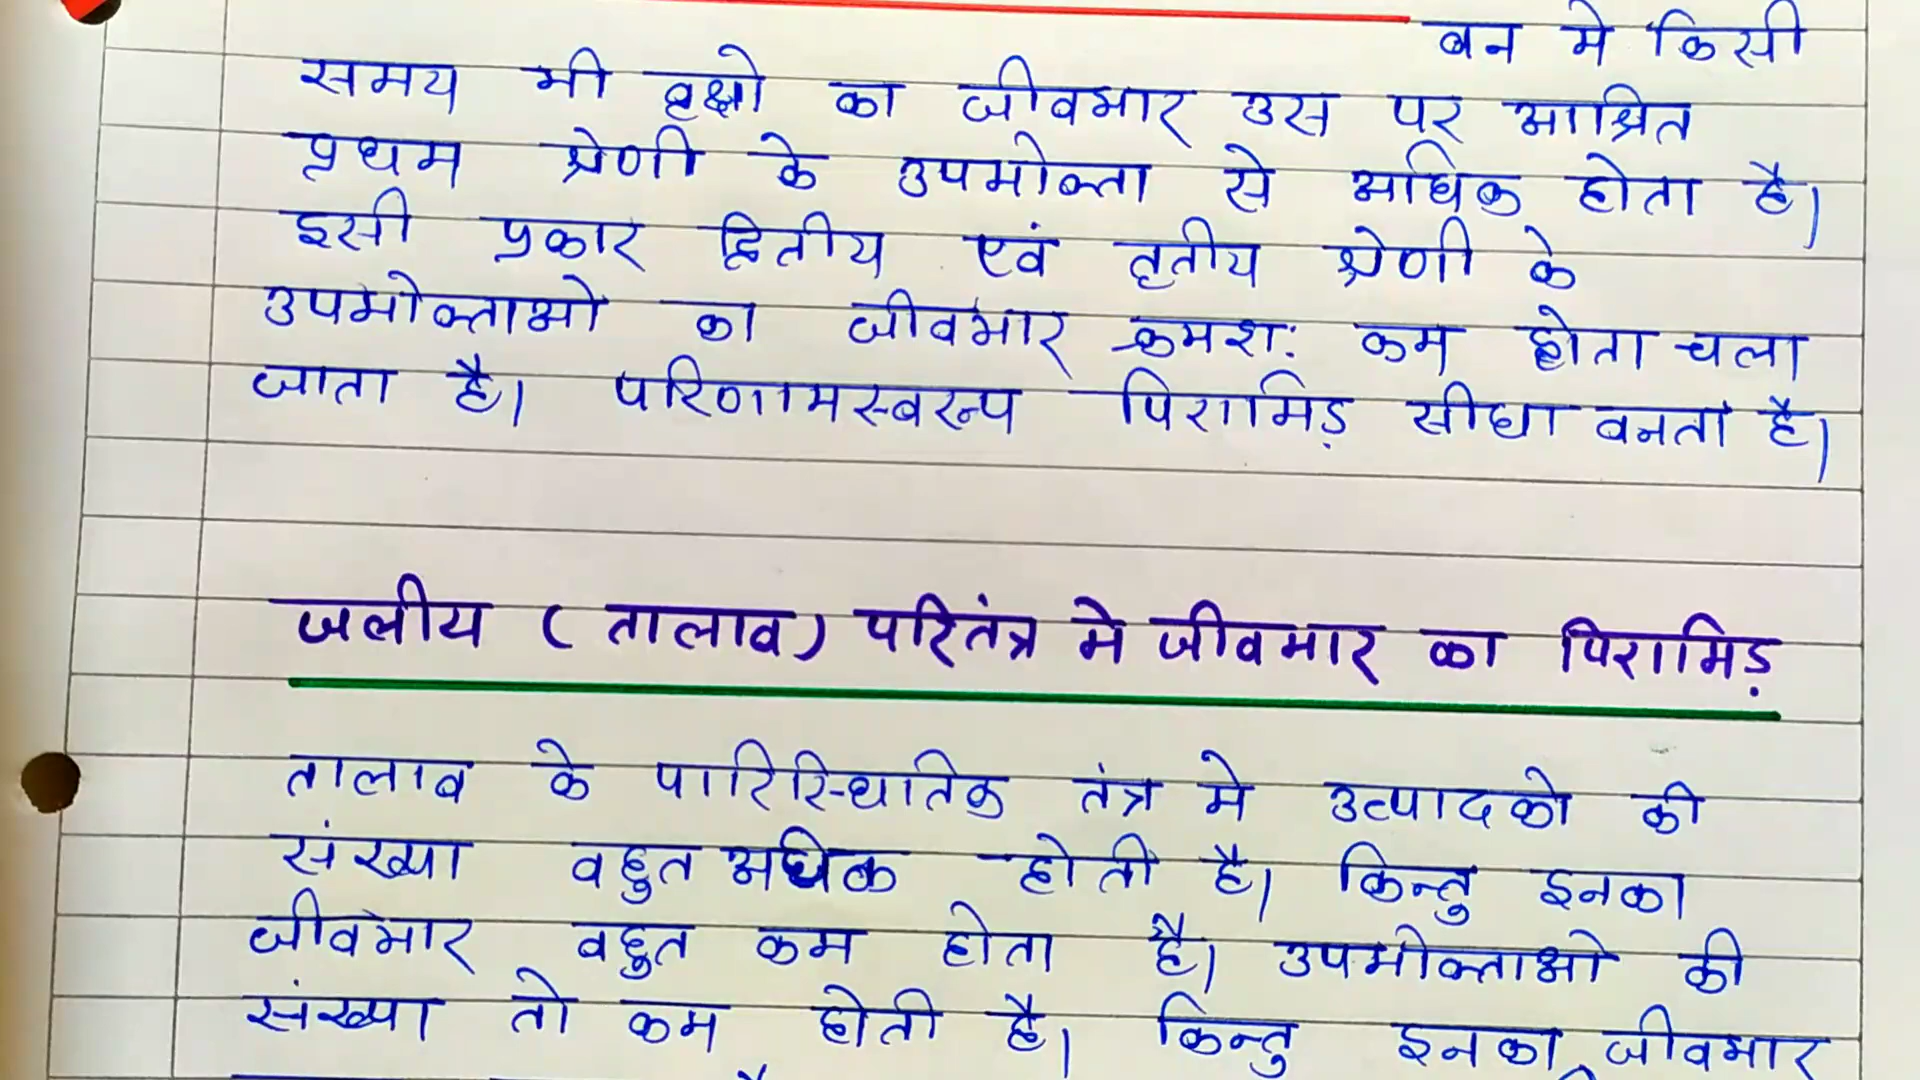 वन मे किसी
समय भी वृक्षो का जीवभार उस पर आश्रित
प्रथम श्रेणी के उपभोक्ता से अधिक होता है।
इसी प्रकार द्वितीय एवं तृतीय श्रेणी के
उपभोक्ताओ का जीवभार क्रमश: कम होता चला
जाता है। परिणामस्वरूप पिरामिड़ सीधा बनता है।
जलीय (तालाब) परितंत्र मे जीवभार का पिरामिड़
तालाब के पारिस्थितिक तंत्र मे उत्पादको की
संख्या बहुत अधिक होती है। किन्तु इनका
जीवभार बहुत कम होता है। उपभोक्ताओ की
संख्या तो कम होती है। किन्तु इनका जीवभार